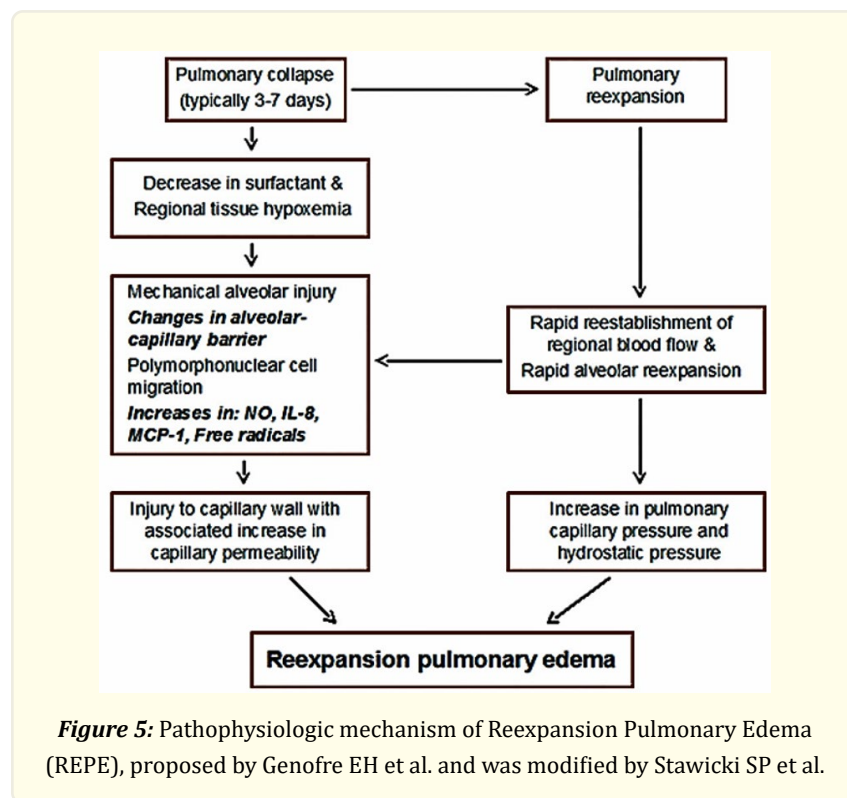 Pulmonary collapse
(typically 3-7 days)
Pulmonary
reexpansion
Decrease in surfactant &
Regional tissue hypoxemia
Mechanical alveolar injury
Changes in alveolar-
capillary barrier
Polymorphonuclear cell
migration
Increases in: NO, IL-8,
MCP-1, Free radicals
Rapid reestablishment of
regional blood flow &
Rapid alveolar reexpansion
Injury to capillary wall with
associated increase in
capillary permeability
Increase in pulmonary
capillary pressure and
hydrostatic pressure
Reexpansion pulmonary edema
Figure 5: Pathophysiologic mechanism of Reexpansion Pulmonary Edema
(REPE), proposed by Genofre EH et al. and was modified by Stawicki SP et al.